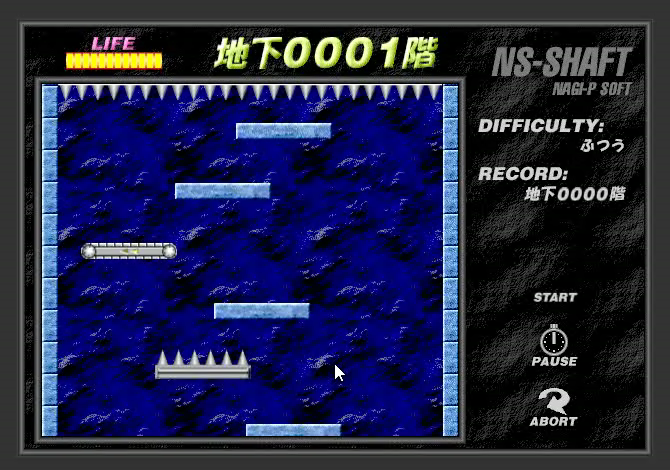 LIFE
地下0001階
NS-SHAFT
NAGI-P SOFT
DIFFICULTY:
ふつう
RECORD:
地下0000階
START
PAUSE
ABORT